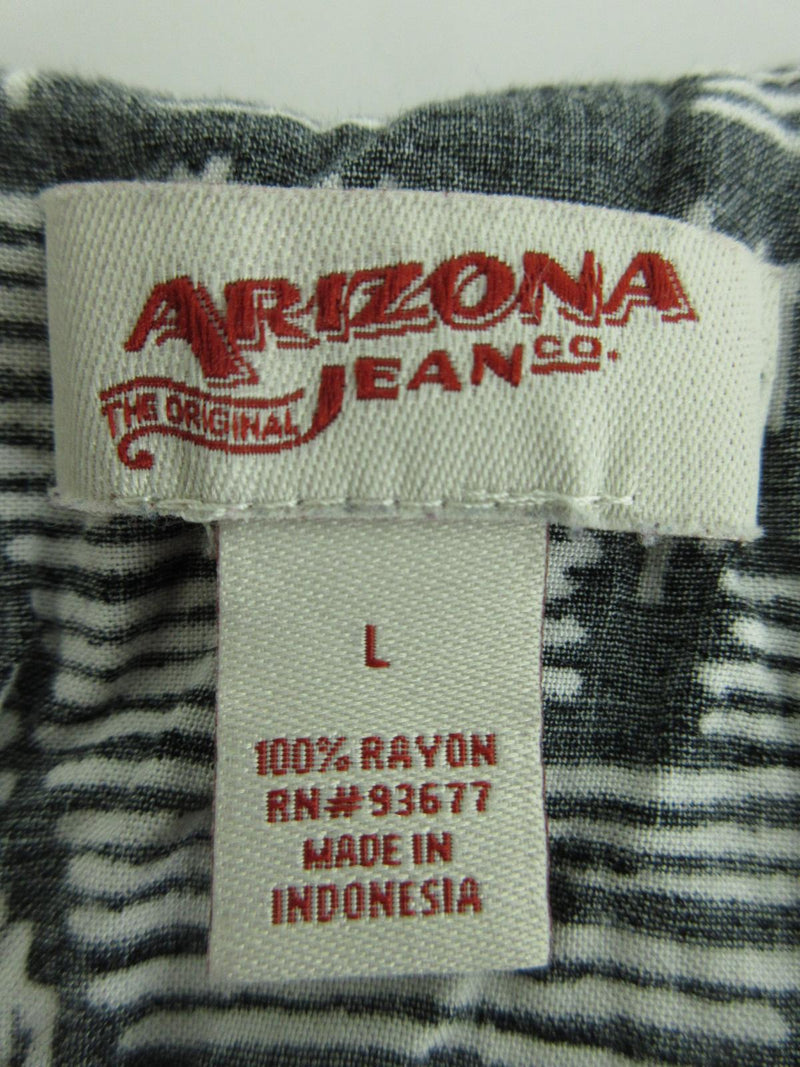 ARIZONA
JEAN CO.
THE ORIGINAL
L
100% RAYON
RN#93677
MADE IN
INDONESIA